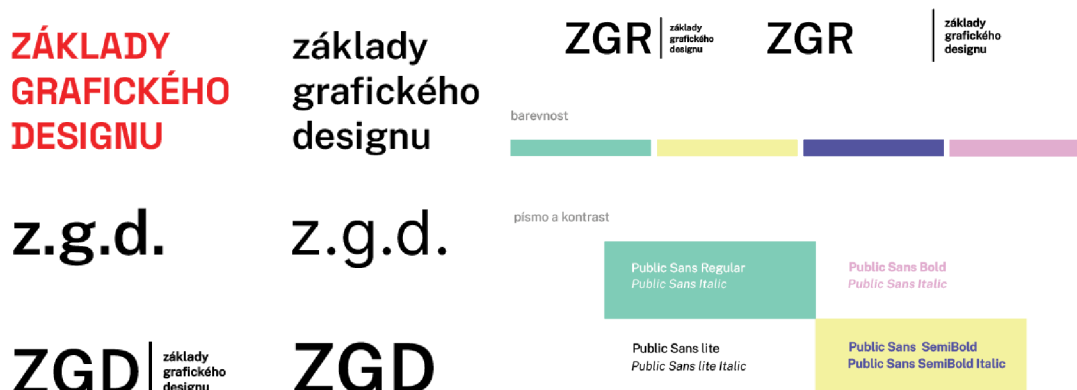 ZÁKLADY
GRAFICKÉHO
DESIGNU
základy
grafického
designu
z.g.d.
z.g.d.
ZGD
základy
grafického
designu
ZGD
ZGR
základy
grafického
designu
ZGR
základy
grafického
designu
barevnost
písmo a kontrast
Public Sans Regular
Public Sans Italic
Public Sans Bold
Public Sans Italic
Public Sans lite
Public Sans lite Italic
Public Sans SemiBold
Public Sans SemiBold Italic